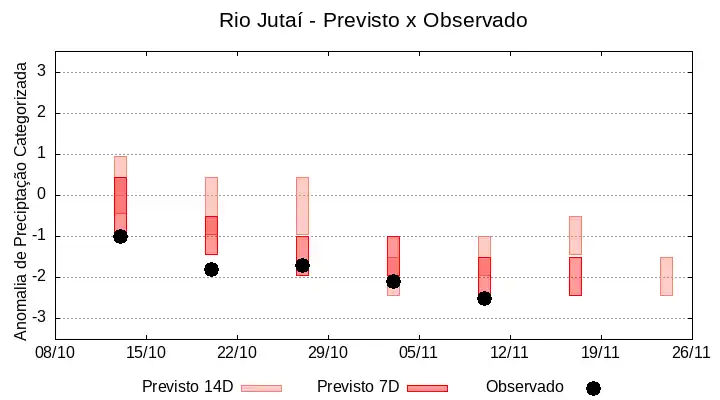 Rio Jutaí - Previsto x Observado
Anomalia de Preciptação Categorizada
3
2
1
0
-1
-2
-3
08/10 15/10 22/10 29/10 05/11 12/11 19/11 26/11
Previsto 14D Previsto 7D Observado